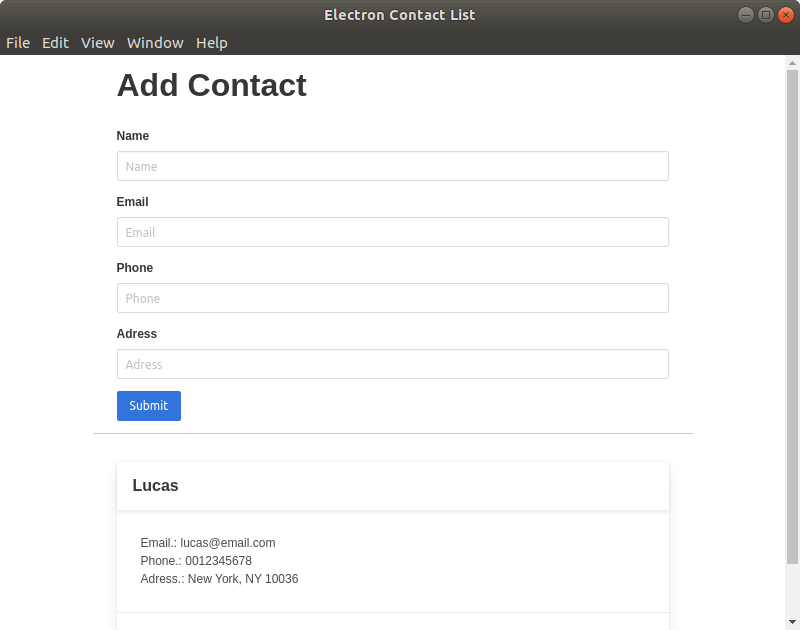 Electron Contact List
File Edit View Window Help
Add Contact
Name
Name
Email
Email
Phone
Phone
Adress
Adress
Submit
Lucas
Email.: lucas@email.com
Phone.: 0012345678
Adress.: New York, NY 10036